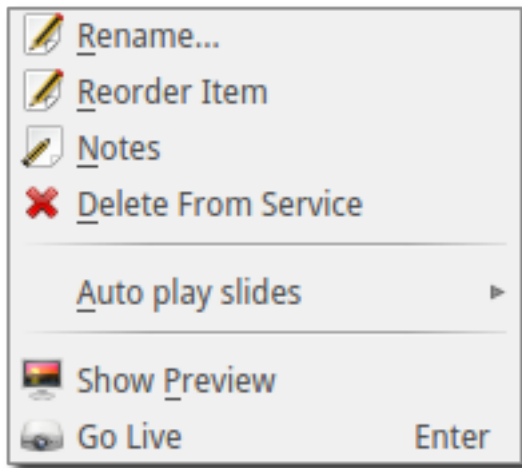 Rename...
Reorder Item
Notes
Delete From Service
Auto play slides
Show Preview
Go Live Enter